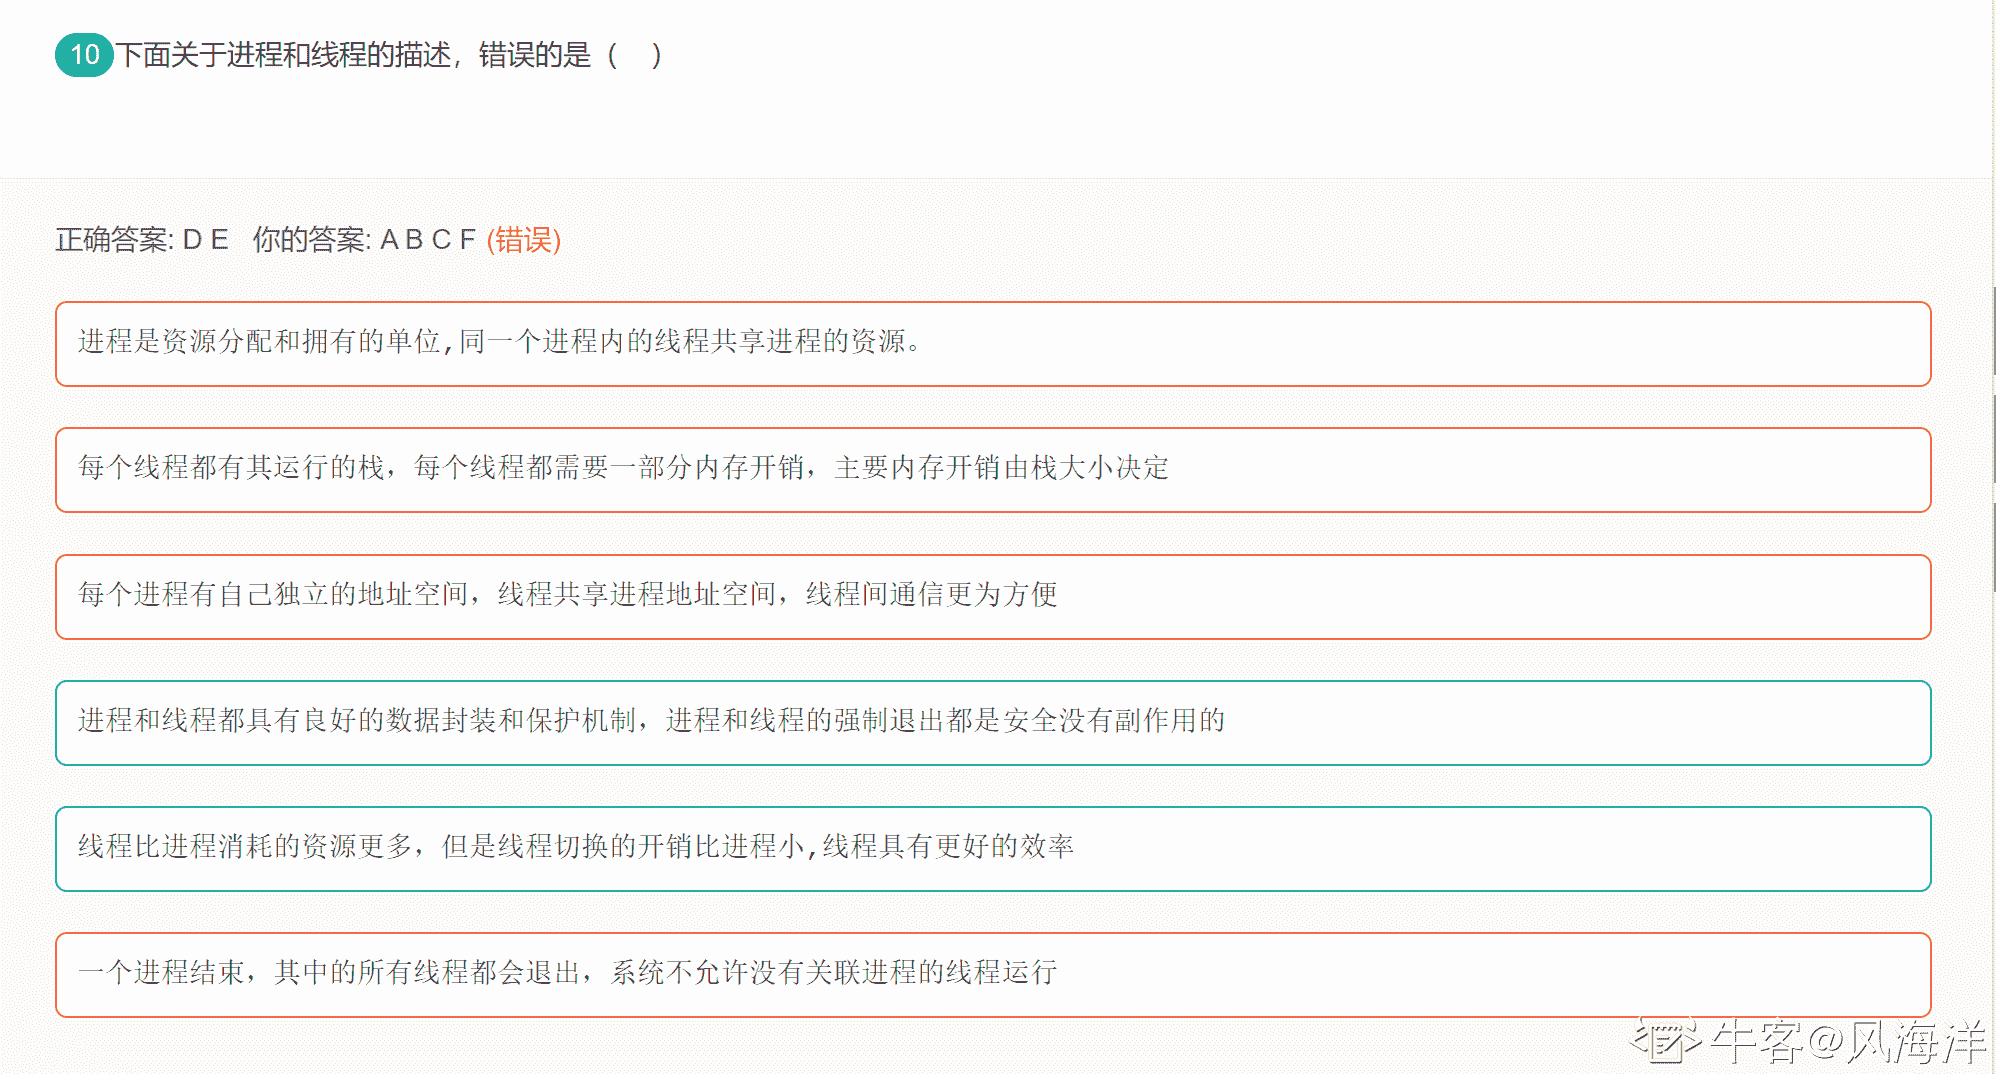 10 下面关于进程和线程的描述，错误的是（　）
正确答案: D E 你的答案: A B C F (错误)
进程是资源分配和拥有的单位,同一个进程内的线程共享进程的资源。
每个线程都有其运行的栈，每个线程都需要一部分内存开销，主要内存开销由栈大小决定
每个进程有自己独立的地址空间，线程共享进程地址空间，线程间通信更为方便
进程和线程都具有良好的数据封装和保护机制，进程和线程的强制退出都是安全没有副作用的
线程比进程消耗的资源更多，但是线程切换的开销比进程小,线程具有更好的效率
一个进程结束，其中的所有线程都会退出，系统不允许没有关联进程的线程运行
牛客@风海洋